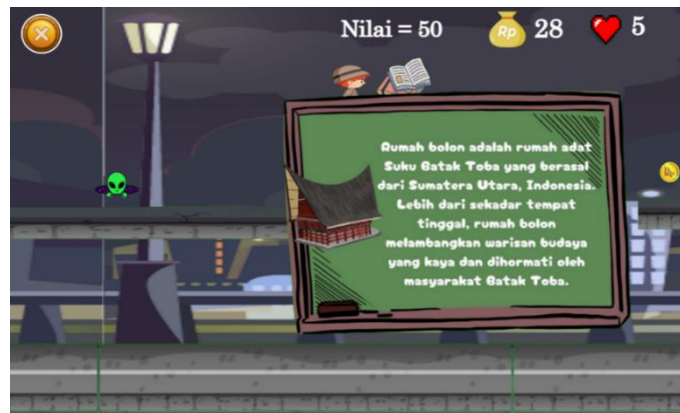 Nilai = 50
Rp
28
5
Rumah bolon adalah rumah adat
Suku Batak Toba yang berasal
dari Sumatera Utara, Indonesia.
Lebih dari sekadar tempat
tinggal, rumah bolon
melambangkan warisan budaya
yang kaya dan dihormati oleh
masyarakat Batak Toba.
Rp